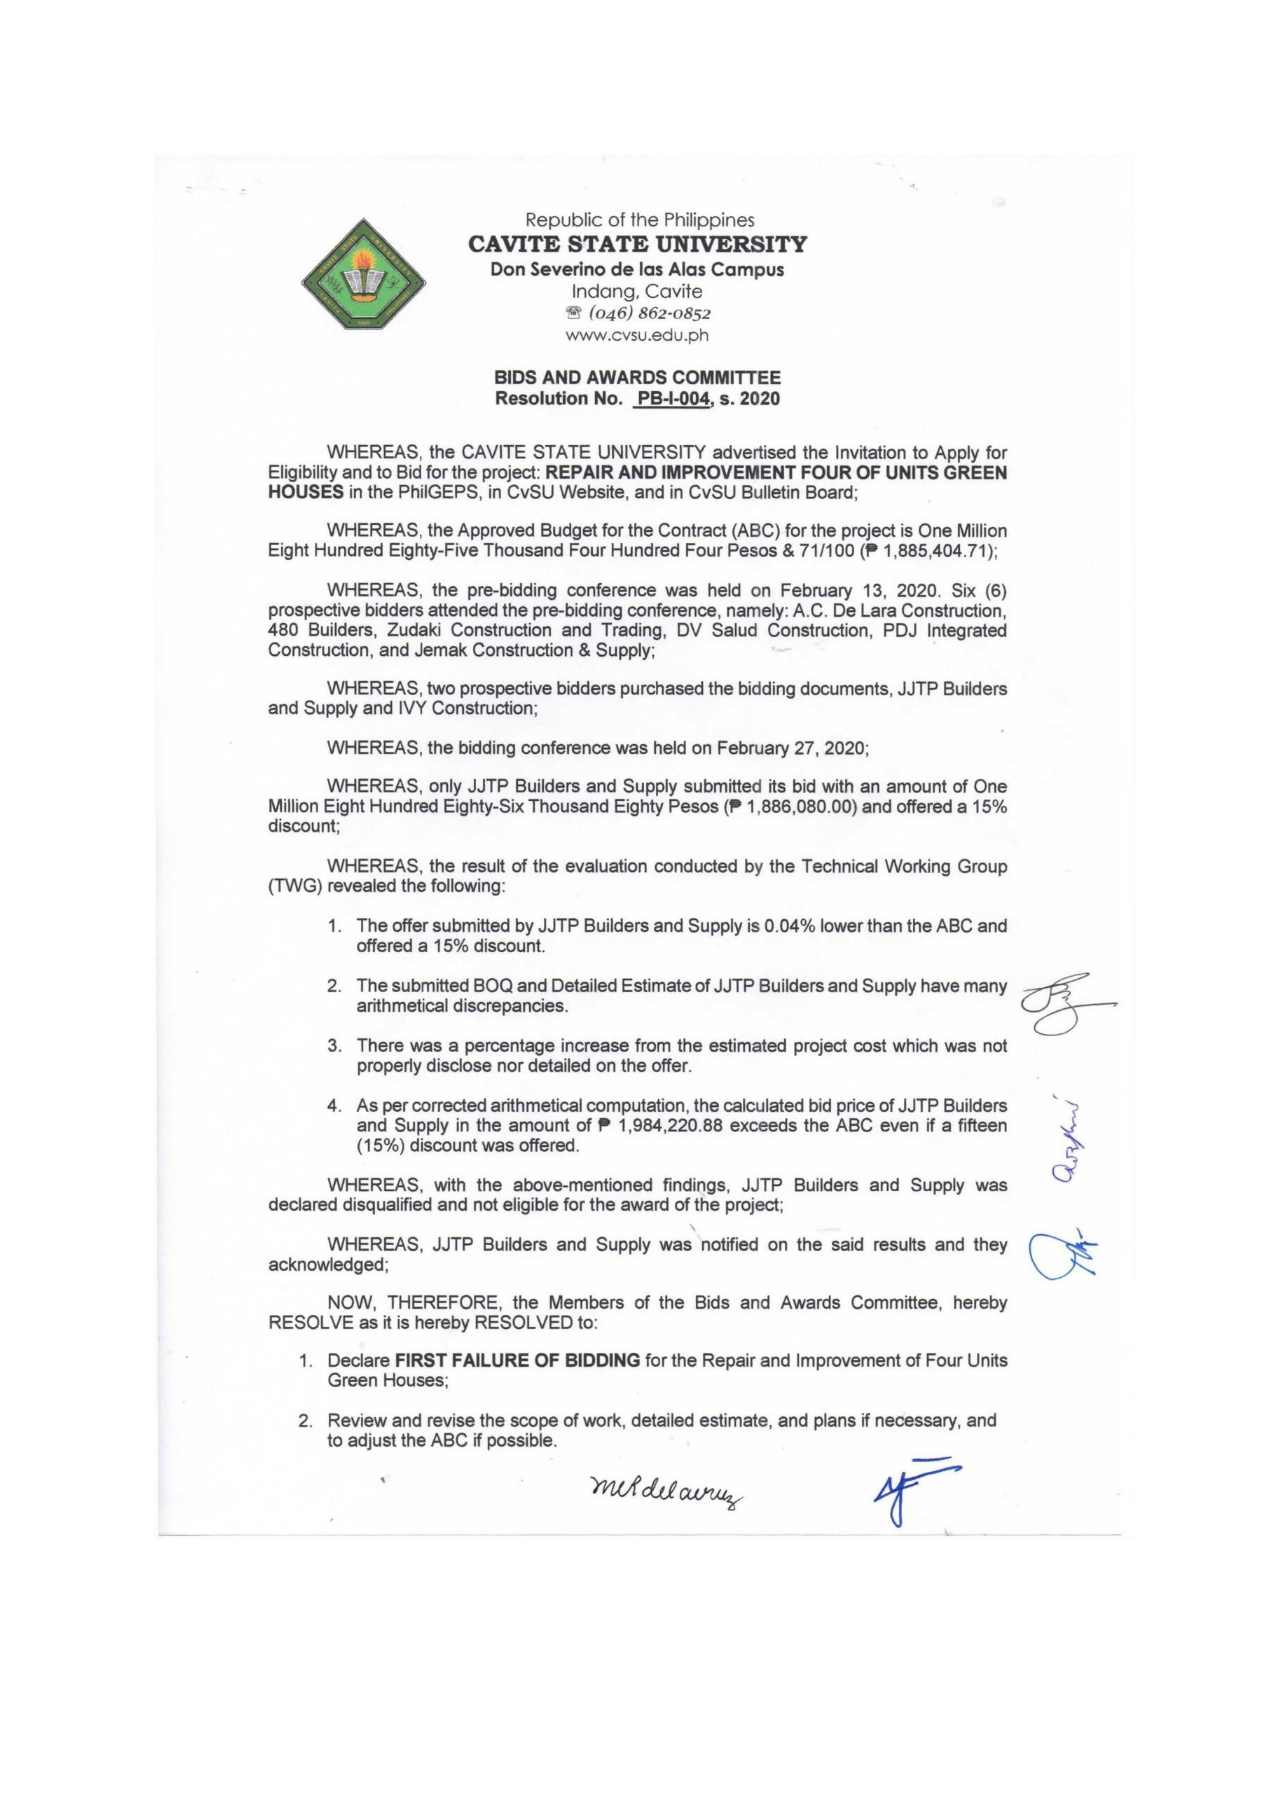 Republic of the Philippines
CAVITE STATE UNIVERSITY
Don Severino de las Alas Campus
Indang, Cavite
☏ (046) 862-0852
www.cvsu.edu.ph
BIDS AND AWARDS COMMITTEE
Resolution No. PB-I-004, s. 2020
WHEREAS, the CAVITE STATE UNIVERSITY advertised the Invitation to Apply for
Eligibility and to Bid for the project: REPAIR AND IMPROVEMENT FOUR OF UNITS GREEN
HOUSES in the PhilGEPS, in CvSU Website, and in CvSU Bulletin Board;
WHEREAS, the Approved Budget for the Contract (ABC) for the project is One Million
Eight Hundred Eighty-Five Thousand Four Hundred Four Pesos & 71/100 (₱ 1,885,404.71);
WHEREAS, the pre-bidding conference was held on February 13, 2020. Six (6)
prospective bidders attended the pre-bidding conference, namely: A.C. De Lara Construction,
480 Builders, Zudaki Construction and Trading, DV Salud Construction, PDJ Integrated
Construction, and Jemak Construction & Supply;
WHEREAS, two prospective bidders purchased the bidding documents, JJTP Builders
and Supply and IVY Construction;
WHEREAS, the bidding conference was held on February 27, 2020;
WHEREAS, only JJTP Builders and Supply submitted its bid with an amount of One
Million Eight Hundred Eighty-Six Thousand Eighty Pesos (₱ 1,886,080.00) and offered a 15%
discount;
WHEREAS, the result of the evaluation conducted by the Technical Working Group
(TWG) revealed the following:
1. The offer submitted by JJTP Builders and Supply is 0.04% lower than the ABC and
offered a 15% discount.
2. The submitted BOQ and Detailed Estimate of JJTP Builders and Supply have many
arithmetical discrepancies.
3. There was a percentage increase from the estimated project cost which was not
properly disclose nor detailed on the offer.
4. As per corrected arithmetical computation, the calculated bid price of JJTP Builders
and Supply in the amount of ₱ 1,984,220.88 exceeds the ABC even if a fifteen
(15%) discount was offered.
WHEREAS, with the above-mentioned findings, JJTP Builders and Supply was
declared disqualified and not eligible for the award of the project;
WHEREAS, JJTP Builders and Supply was notified on the said results and they
acknowledged;
NOW, THEREFORE, the Members of the Bids and Awards Committee, hereby
RESOLVE as it is hereby RESOLVED to:
1. Declare FIRST FAILURE OF BIDDING for the Repair and Improvement of Four Units
Green Houses;
2. Review and revise the scope of work, detailed estimate, and plans if necessary, and
to adjust the ABC if possible.